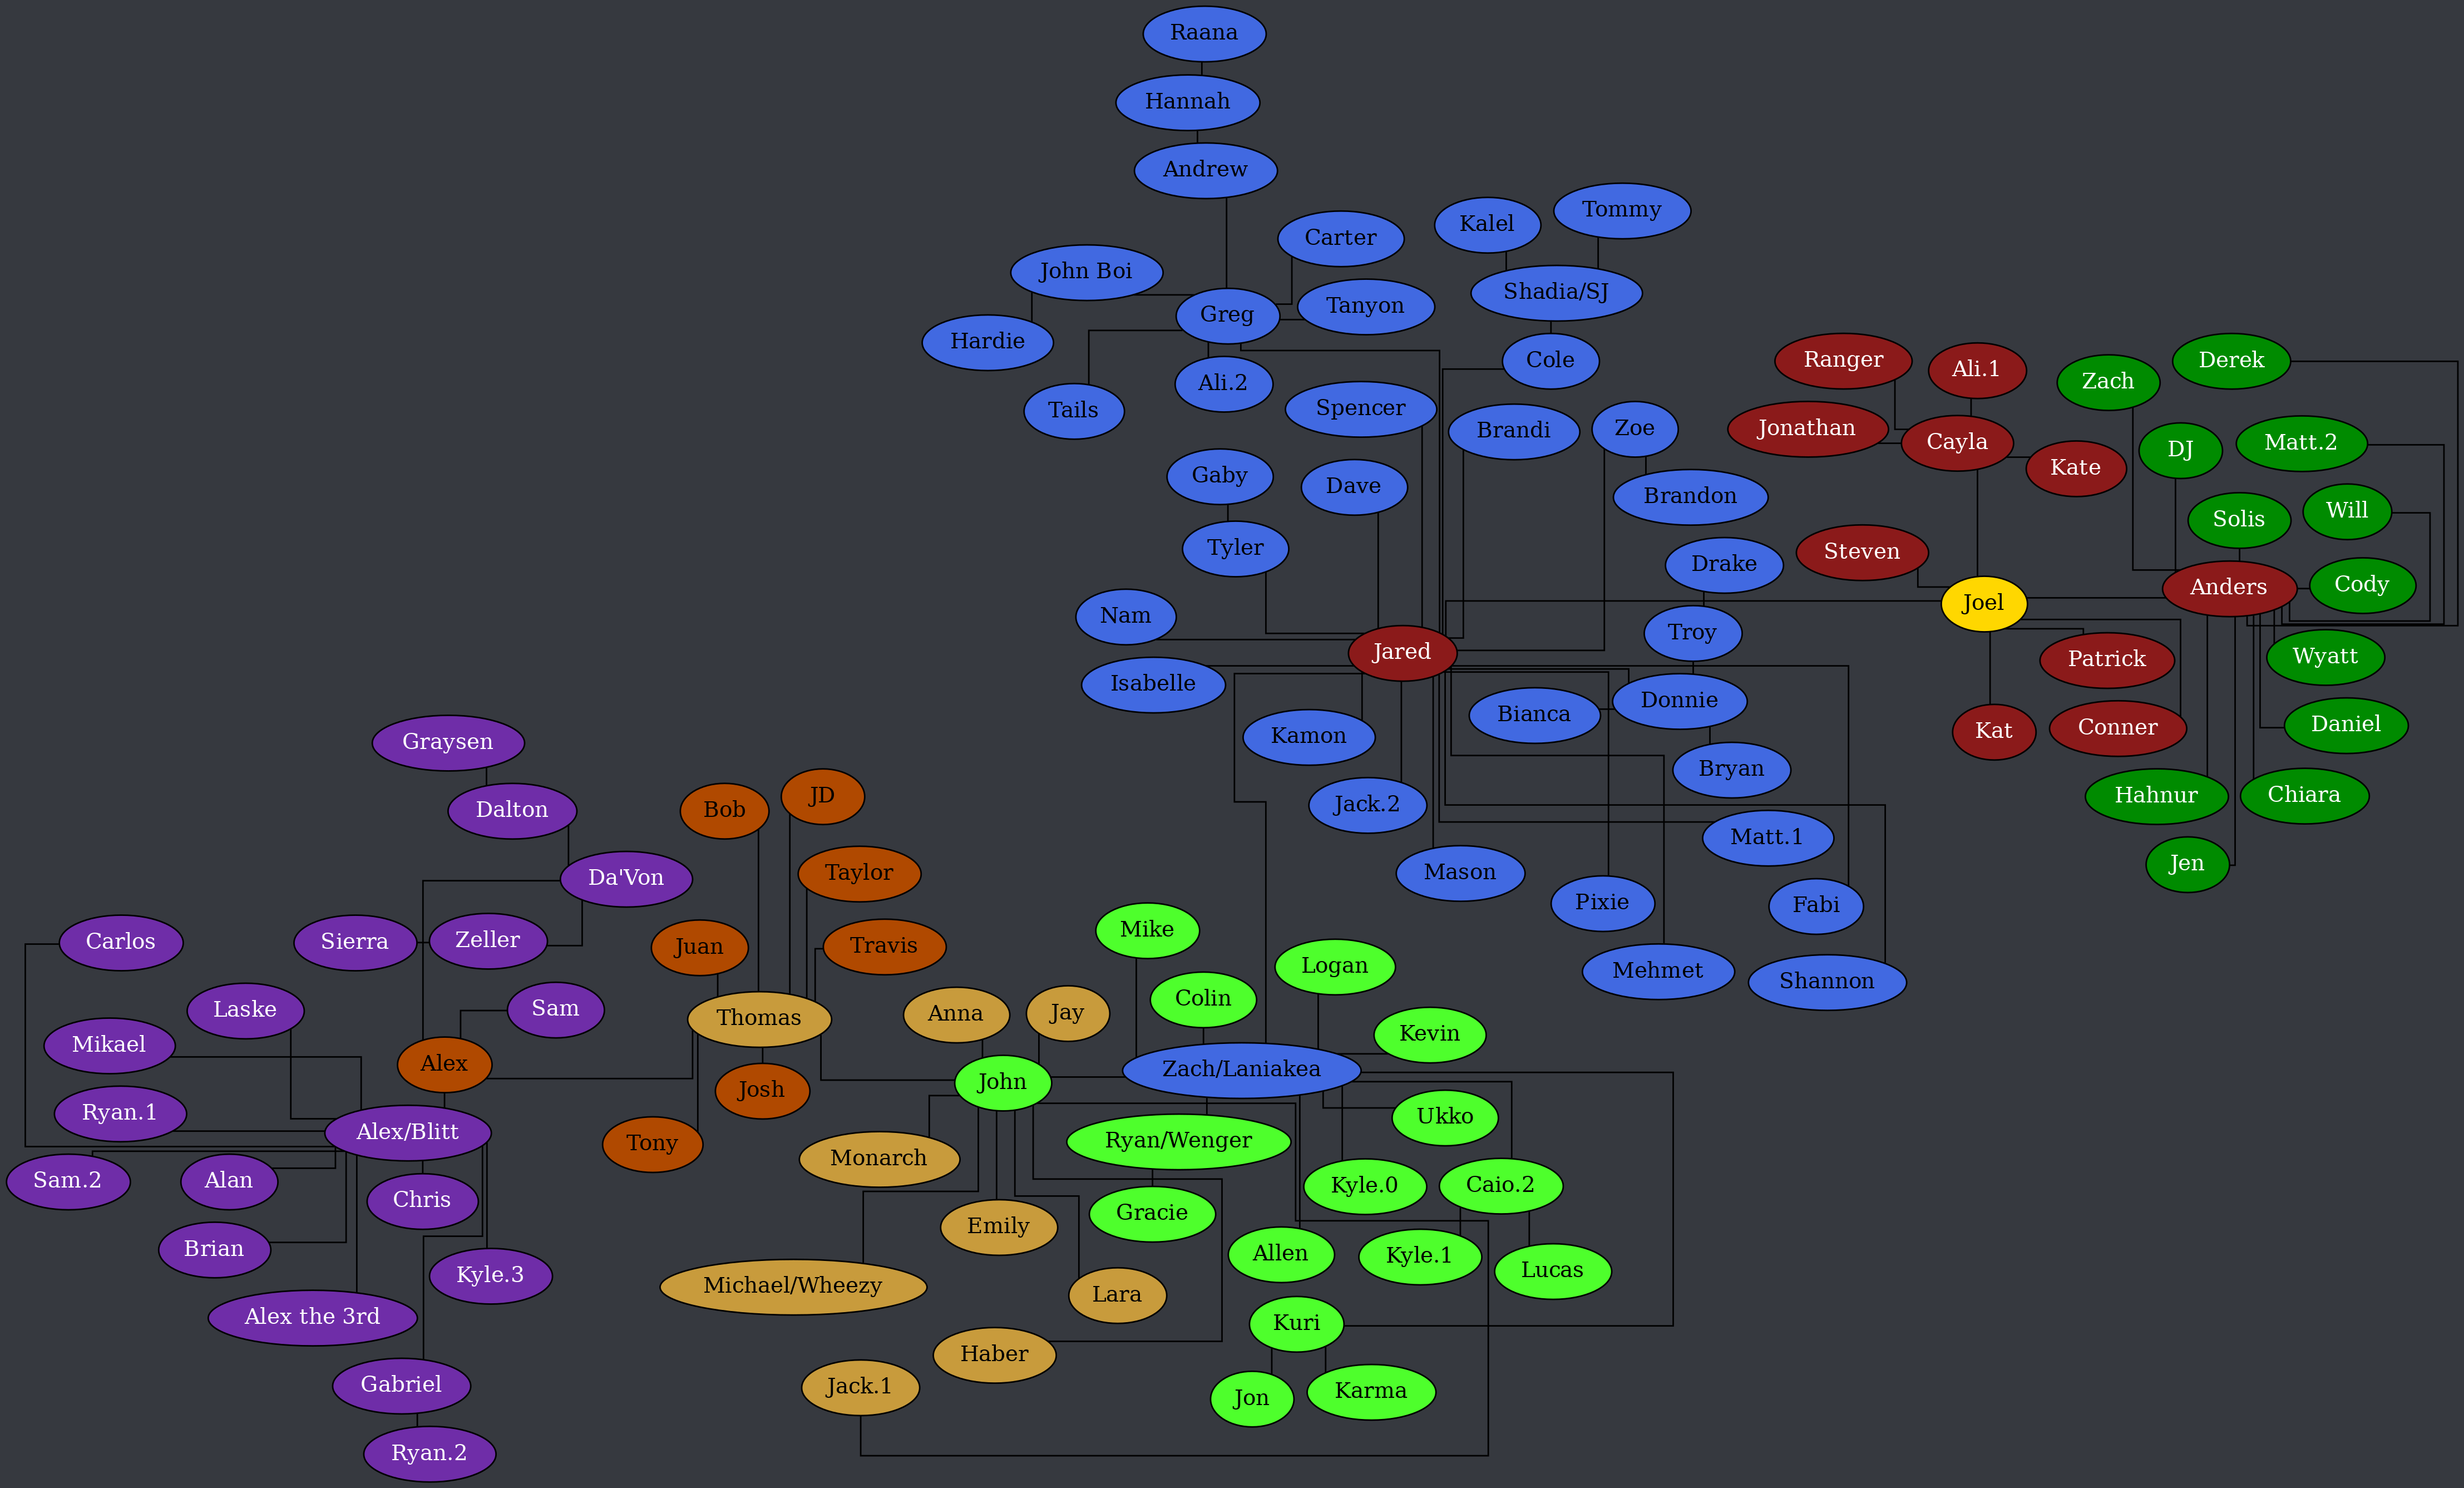 Raana
Hannah
Andrew
Tommy
Kalel
Carter
John Boi
Shadia/SJ
Tanyon
Greg
Hardie
Cole
Ranger
Ali.1
Derek
Zach
Ali.2
Tails
Spencer
Brandi
Zoe
Jonathan
Cayla
Matt.2
DJ
Kate
Gaby
Dave
Brandon
Will
Solis
Tyler
Steven
Drake
Cody
Anders
Joel
Nam
Troy
Jared
Wyatt
Patrick
Isabelle
Donnie
Bianca
Daniel
Conner
Kat
Kamon
Graysen
Bryan
Chiara
Hahnur
JD
Jack.2
Bob
Dalton
Matt.1
Jen
Taylor
Mason
Da'Von
Pixie
Fabi
Mike
Carlos
Sierra
Zeller
Juan
Travis
Logan
Mehmet
Shannon
Colin
Laske
Sam
Jay
Anna
Thomas
Kevin
Mikael
Alex
Zach/Laniakea
John
Josh
Ryan.1
Ukko
Alex/Blitt
Ryan/Wenger
Tony
Monarch
Sam.2
Alan
Kyle.0
Caio.2
Chris
Gracie
Emily
Brian
Allen
Kyle.1
Lucas
Kyle.3
Michael/Wheezy
Lara
Alex the 3rd
Kuri
Haber
Gabriel
Jack.1
Karma
Jon
Ryan.2